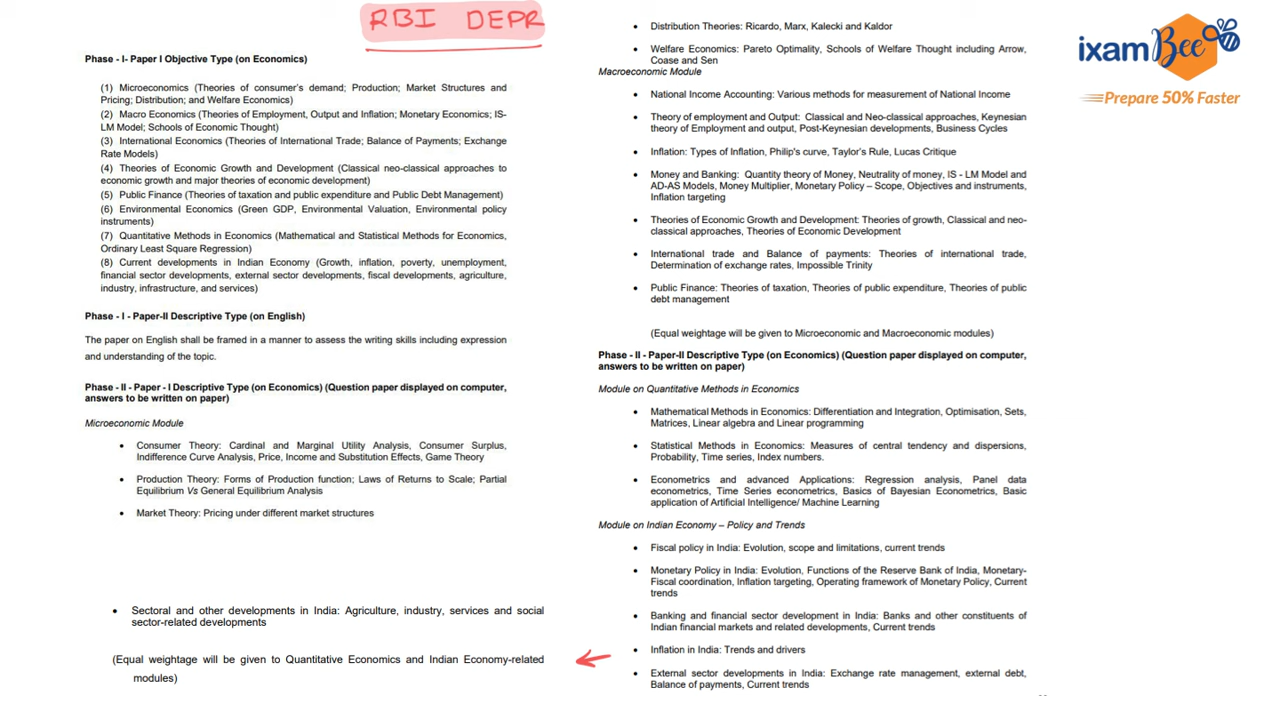 RBI DEPR
Phase - I- Paper I Objective Type (on Economics)
(1) Microeconomics (Theories of consumer's demand; Production; Market Structures and
Pricing; Distribution; and Welfare Economics)
(2) Macro Economics (Theories of Employment, Output and Inflation; Monetary Economics; IS-
LM Model; Schools of Economic Thought)
(3) International Economics (Theories of International Trade; Balance of Payments; Exchange
Rate Models)
(4) Theories of Economic Growth and Development (Classical neo-classical approaches to
economic growth and major theories of economic development)
(5) Public Finance (Theories of taxation and public expenditure and Public Debt Management)
(6) Environmental Economics (Green GDP, Environmental Valuation, Environmental policy
instruments)
(7) Quantitative Methods in Economics (Mathematical and Statistical Methods for Economics,
Ordinary Least Square Regression)
(8) Current developments in Indian Economy (Growth, inflation, poverty, unemployment,
financial sector developments, external sector developments, fiscal developments, agriculture,
industry, infrastructure, and services)
Phase - I - Paper-II Descriptive Type (on English)
The paper on English shall be framed in a manner to assess the writing skills including expression
and understanding of the topic.
Phase - II - Paper - I Descriptive Type (on Economics) (Question paper displayed on computer,
answers to be written on paper)
Microeconomic Module
• Consumer Theory: Cardinal and Marginal Utility Analysis, Consumer Surplus,
Indifference Curve Analysis, Price, Income and Substitution Effects, Game Theory
• Production Theory: Forms of Production function; Laws of Returns to Scale; Partial
Equilibrium Vs General Equilibrium Analysis
• Market Theory: Pricing under different market structures
• Distribution Theories: Ricardo, Marx, Kalecki and Kaldor
• Welfare Economics: Pareto Optimality, Schools of Welfare Thought including Arrow,
Coase and Sen
Macroeconomic Module
• National Income Accounting: Various methods for measurement of National Income
• Theory of employment and Output: Classical and Neo-classical approaches, Keynesian
theory of Employment and output, Post-Keynesian developments, Business Cycles
• Inflation: Types of Inflation, Philip's curve, Taylor's Rule, Lucas Critique
• Money and Banking: Quantity theory of Money, Neutrality of money, IS - LM Model and
AD-AS Models, Money Multiplier, Monetary Policy – Scope, Objectives and instruments,
Inflation targeting
• Theories of Economic Growth and Development: Theories of growth, Classical and neo-
classical approaches, Theories of Economic Development
• International trade and Balance of payments: Theories of international trade,
Determination of exchange rates, Impossible Trinity
• Public Finance: Theories of taxation, Theories of public expenditure, Theories of public
debt management
(Equal weightage will be given to Microeconomic and Macroeconomic modules)
Phase - II - Paper-II Descriptive Type (on Economics) (Question paper displayed on computer,
answers to be written on paper)
Module on Quantitative Methods in Economics
• Mathematical Methods in Economics: Differentiation and Integration, Optimisation, Sets,
Matrices, Linear algebra and Linear programming
• Statistical Methods in Economics: Measures of central tendency and dispersions,
Probability, Time series, Index numbers.
• Econometrics and advanced Applications: Regression analysis, Panel data
econometrics, Time Series econometrics, Basics of Bayesian Econometrics, Basic
application of Artificial Intelligence/ Machine Learning
Module on Indian Economy – Policy and Trends
• Fiscal policy in India: Evolution, scope and limitations, current trends
• Monetary Policy in India: Evolution, Functions of the Reserve Bank of India, Monetary-
Fiscal coordination, Inflation targeting, Operating framework of Monetary Policy, Current
trends
• Banking and financial sector development in India: Banks and other constituents of
Indian financial markets and related developments, Current trends
• Inflation in India: Trends and drivers
• External sector developments in India: Exchange rate management, external debt,
Balance of payments, Current trends
• Sectoral and other developments in India: Agriculture, industry, services and social
sector-related developments
(Equal weightage will be given to Quantitative Economics and Indian Economy-related
modules)
ixamBee
Prepare 50% Faster